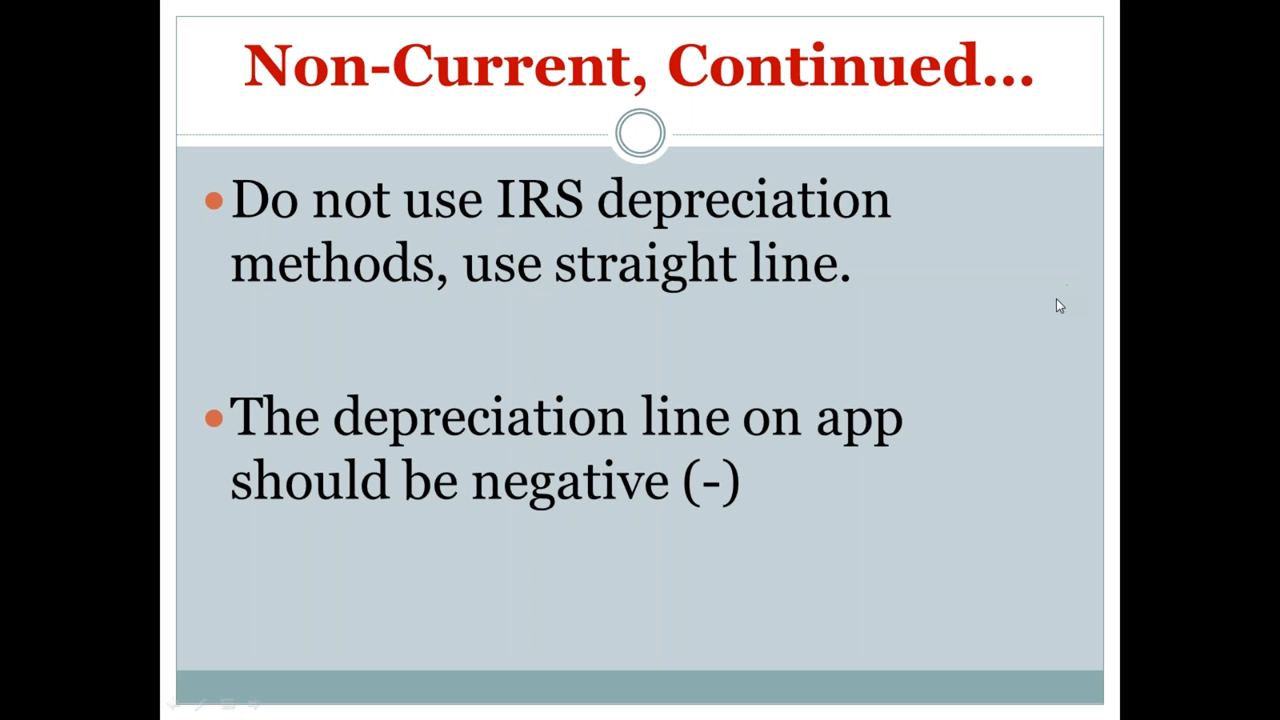 Non-Current, Continued...
•Do not use IRS depreciation
methods, use straight line.
•The depreciation line on app
should be negative (-)